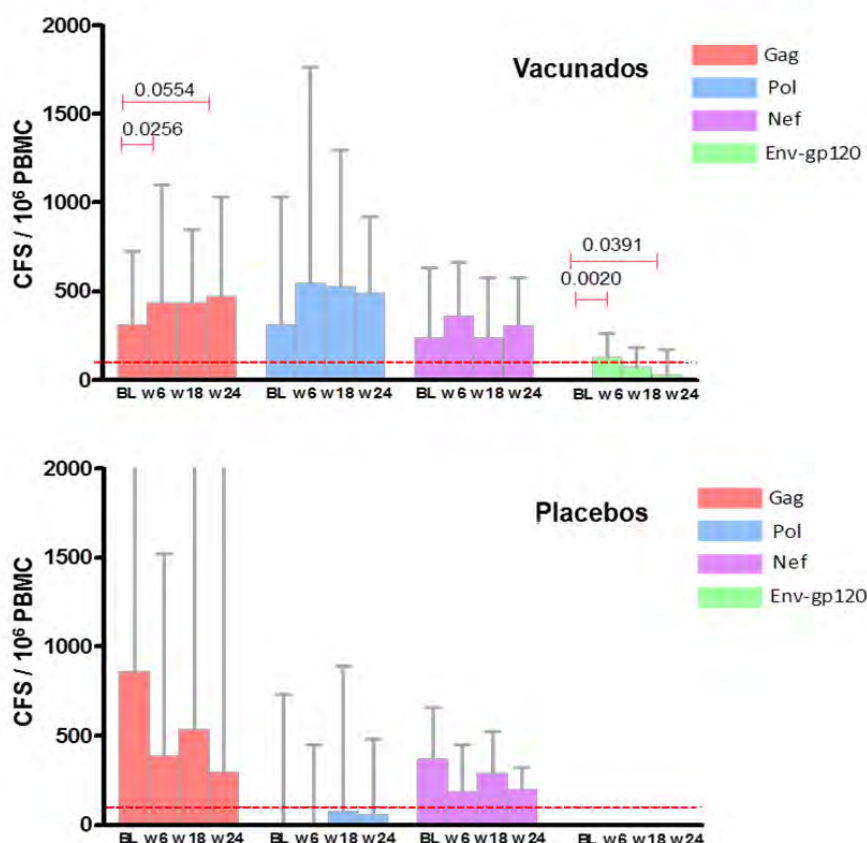 2000
1500
1000
500
0
CFS / 10⁶ PBMC
Vacunados
Gag
Pol
Nef
Env-gp120
0.0554
0.0256
0.0391
0.0020
BL w6 w18 w24 BL w6 w18 w24 BL w6 w18 w24 BL w6 w18 w24
2000
1500
1000
500
0
CFS / 10⁶ PBMC
Placebos
Gag
Pol
Nef
Env-gp120
BL w6 w18 w24 BL w6 w18 w24 BL w6 w18 w24 BL w6 w18 w24